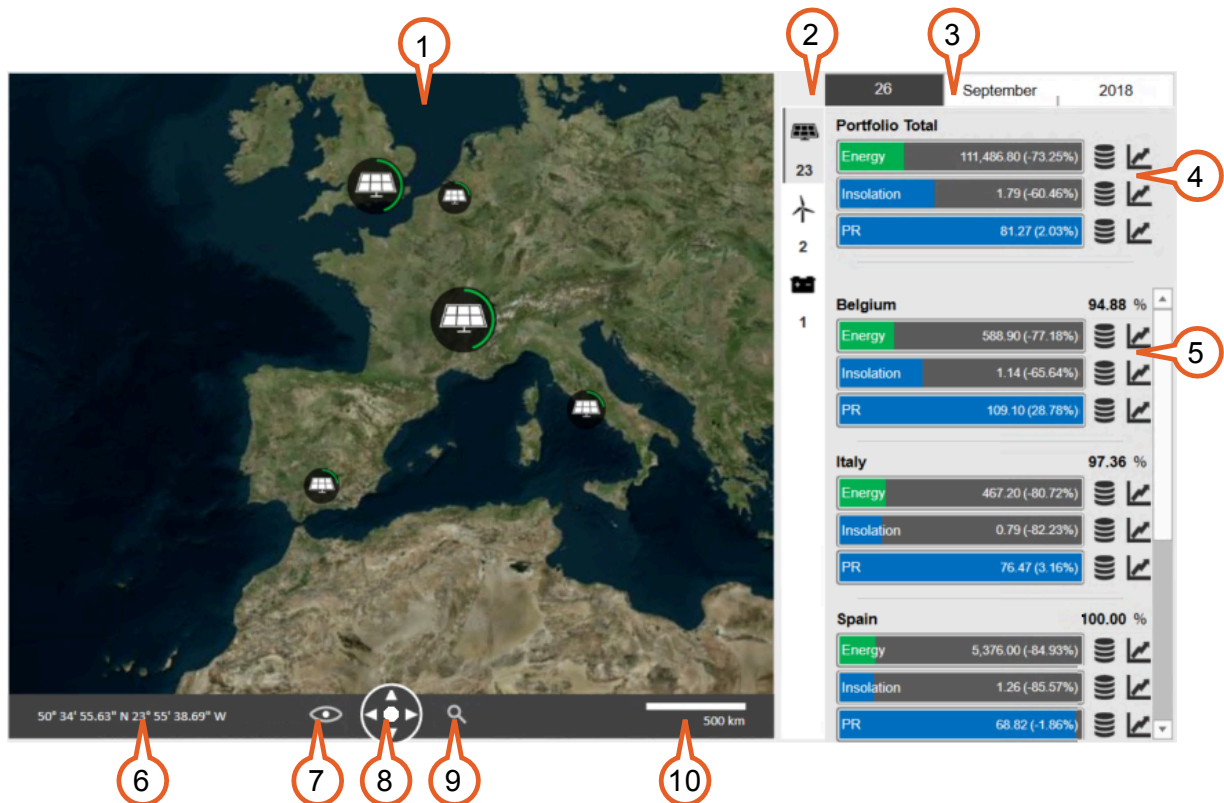 1
2
3
26 September 2018
23
2
1
Portfolio Total
Energy 111,486.80 (-73.25%)
Insolation 1.79 (-60.46%)
PR 81.27 (2.03%)
4
Belgium 94.88 %
Energy 588.90 (-77.18%)
Insolation 1.14 (-65.64%)
PR 109.10 (28.78%)
5
Italy 97.36 %
Energy 467.20 (-80.72%)
Insolation 0.79 (-82.23%)
PR 76.47 (3.16%)
Spain 100.00 %
Energy 5,376.00 (-84.93%)
Insolation 1.26 (-85.57%)
PR 68.82 (-1.86%)
50° 34' 55.63" N 23° 55' 38.69" W
500 km
6
7
8
9
10